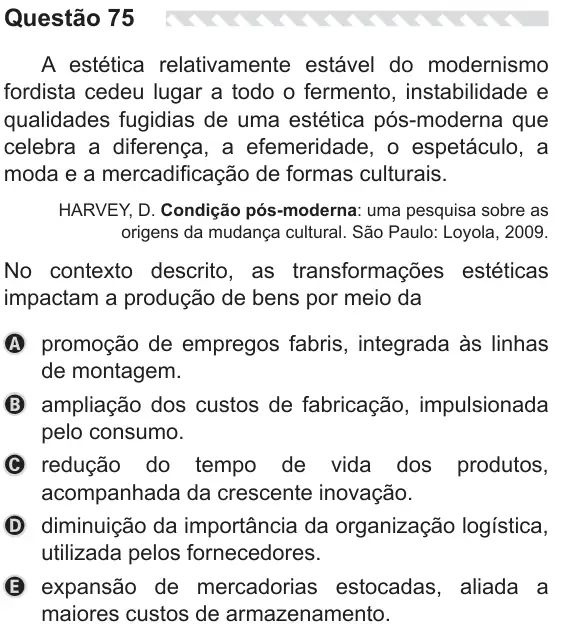 Questão 75
A estética relativamente estável do modernismo
fordista cedeu lugar a todo o fermento, instabilidade e
qualidades fugidias de uma estética pós-moderna que
celebra a diferença, a efemeridade, o espetáculo, a
moda e a mercadificação de formas culturais.
HARVEY, D. Condição pós-moderna: uma pesquisa sobre as
origens da mudança cultural. São Paulo: Loyola, 2009.
No contexto descrito, as transformações estéticas
impactam a produção de bens por meio da
A promoção de empregos fabris, integrada às linhas
de montagem.
B ampliação dos custos de fabricação, impulsionada
pelo consumo.
C redução do tempo de vida dos produtos,
acompanhada da crescente inovação.
D diminuição da importância da organização logística,
utilizada pelos fornecedores.
E expansão de mercadorias estocadas, aliada a
maiores custos de armazenamento.